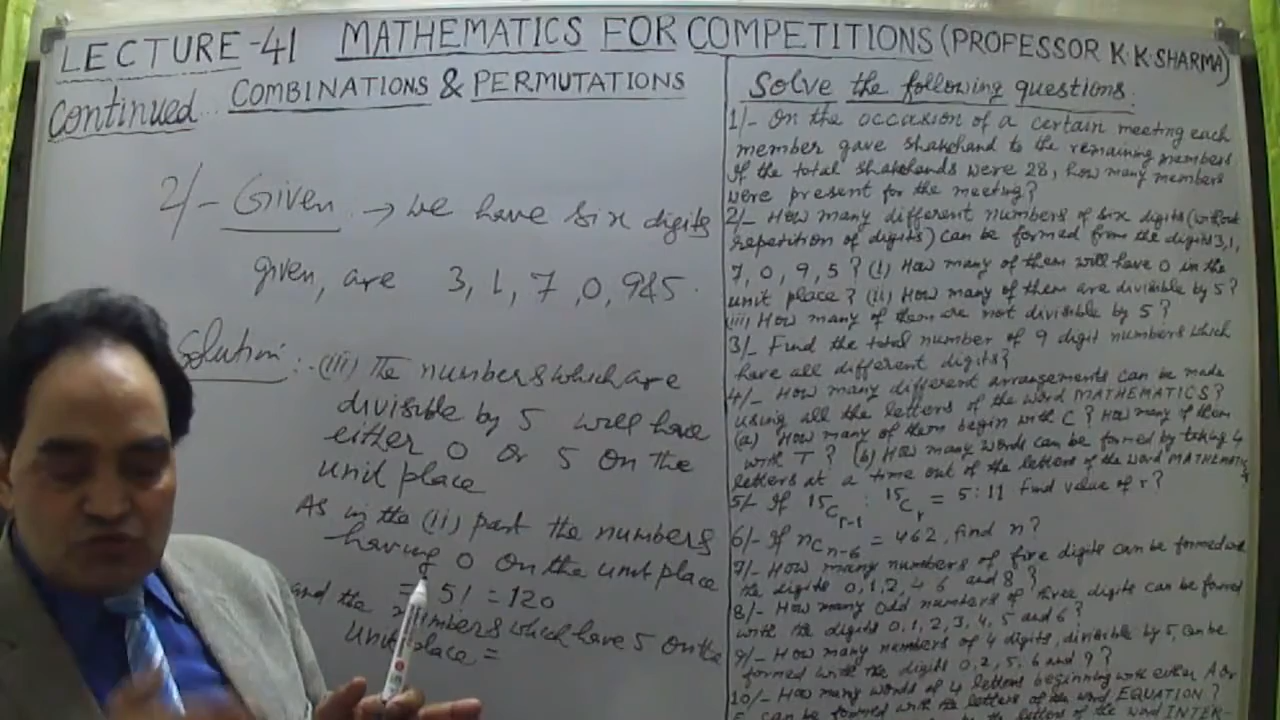 LECTURE-41 MATHEMATICS FOR COMPETITIONS (PROFESSOR K.K.SHARMA)
Continued... COMBINATIONS & PERMUTATIONS
2/- Given → we have six digits
given, are 3, 1, 7, 0, 9&5.
Solution:- (iii) The numbers which are
divisible by 5 will have
either 0 or 5 on the
unit place
As in the (ii) part the numbers
having 0 on the unit place
= 5! = 120
and the numbers which have 5 on the
unit place =
Solve the following questions.
1/- On the occasion of a certain meeting each
member gave shakehand to the remaining members
If the total shakehands were 28, how many members
were present for the meeting?
2/- How many different numbers of six digits (without
repetition of digits) can be formed from the digits 3, 1,
7, 0, 9, 5? (i) How many of them will have 0 in the
unit place? (ii) How many of them are divisible by 5?
(iii) How many of them are not divisible by 5?
3/- Find the total number of 9 digit numbers which
have all different digits?
4/- How many different arrangements can be made
using all the letters of the word MATHEMATICS?
(a) How many of them begin with C? How many of them
with T? (b) How many words can be formed by taking 4
letters at a time out of the letters of the word MATHEMATICS
5/- If 15Cr-1 : 15Cr = 5:11 Find value of r?
6/- If nCn-6 = 462, find n?
7/- How many numbers of five digits can be formed with
the digits 0, 1, 2, 4 6 and 8?
8/- How many odd numbers of three digits can be formed
with the digits 0, 1, 2, 3, 4, 5 and 6?
9/- How many numbers of 4 digits, divisible by 5, can be
formed with the digits 0, 2, 5, 6 and 9?
10/- How many words of 4 letters beginning with either A or
E can be formed with the letters of the word EQUATION?
the letters of the word INTER-